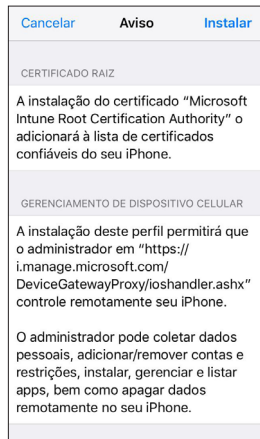 Cancelar Aviso Instalar
CERTIFICADO RAIZ
A instalação do certificado “Microsoft
Intune Root Certification Authority” o
adicionará à lista de certificados
confiáveis do seu iPhone.
GERENCIAMENTO DE DISPOSITIVO CELULAR
A instalação deste perfil permitirá que
o administrador em “https://
i.manage.microsoft.com/
DeviceGatewayProxy/ioshandler.ashx”
controle remotamente seu iPhone.
O administrador pode coletar dados
pessoais, adicionar/remover contas e
restrições, instalar, gerenciar e listar
apps, bem como apagar dados
remotamente no seu iPhone.